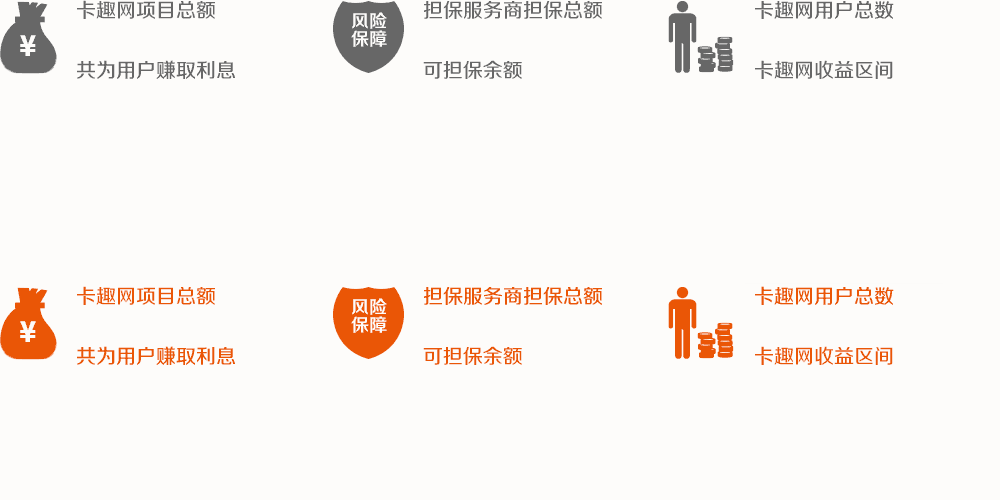 卡趣网项目总额
¥
共为用户赚取利息
风险
保障
担保服务商担保总额
可担保余额
卡趣网用户总数
卡趣网收益区间
卡趣网项目总额
¥
共为用户赚取利息
风险
保障
担保服务商担保总额
可担保余额
卡趣网用户总数
卡趣网收益区间